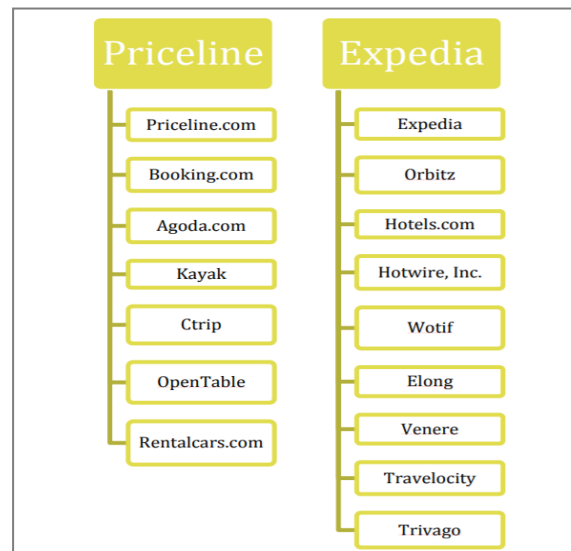 Priceline
Priceline.com
Booking.com
Agoda.com
Kayak
Ctrip
OpenTable
Rentalcars.com
Expedia
Expedia
Orbitz
Hotels.com
Hotwire, Inc.
Wotif
Elong
Venere
Travelocity
Trivago